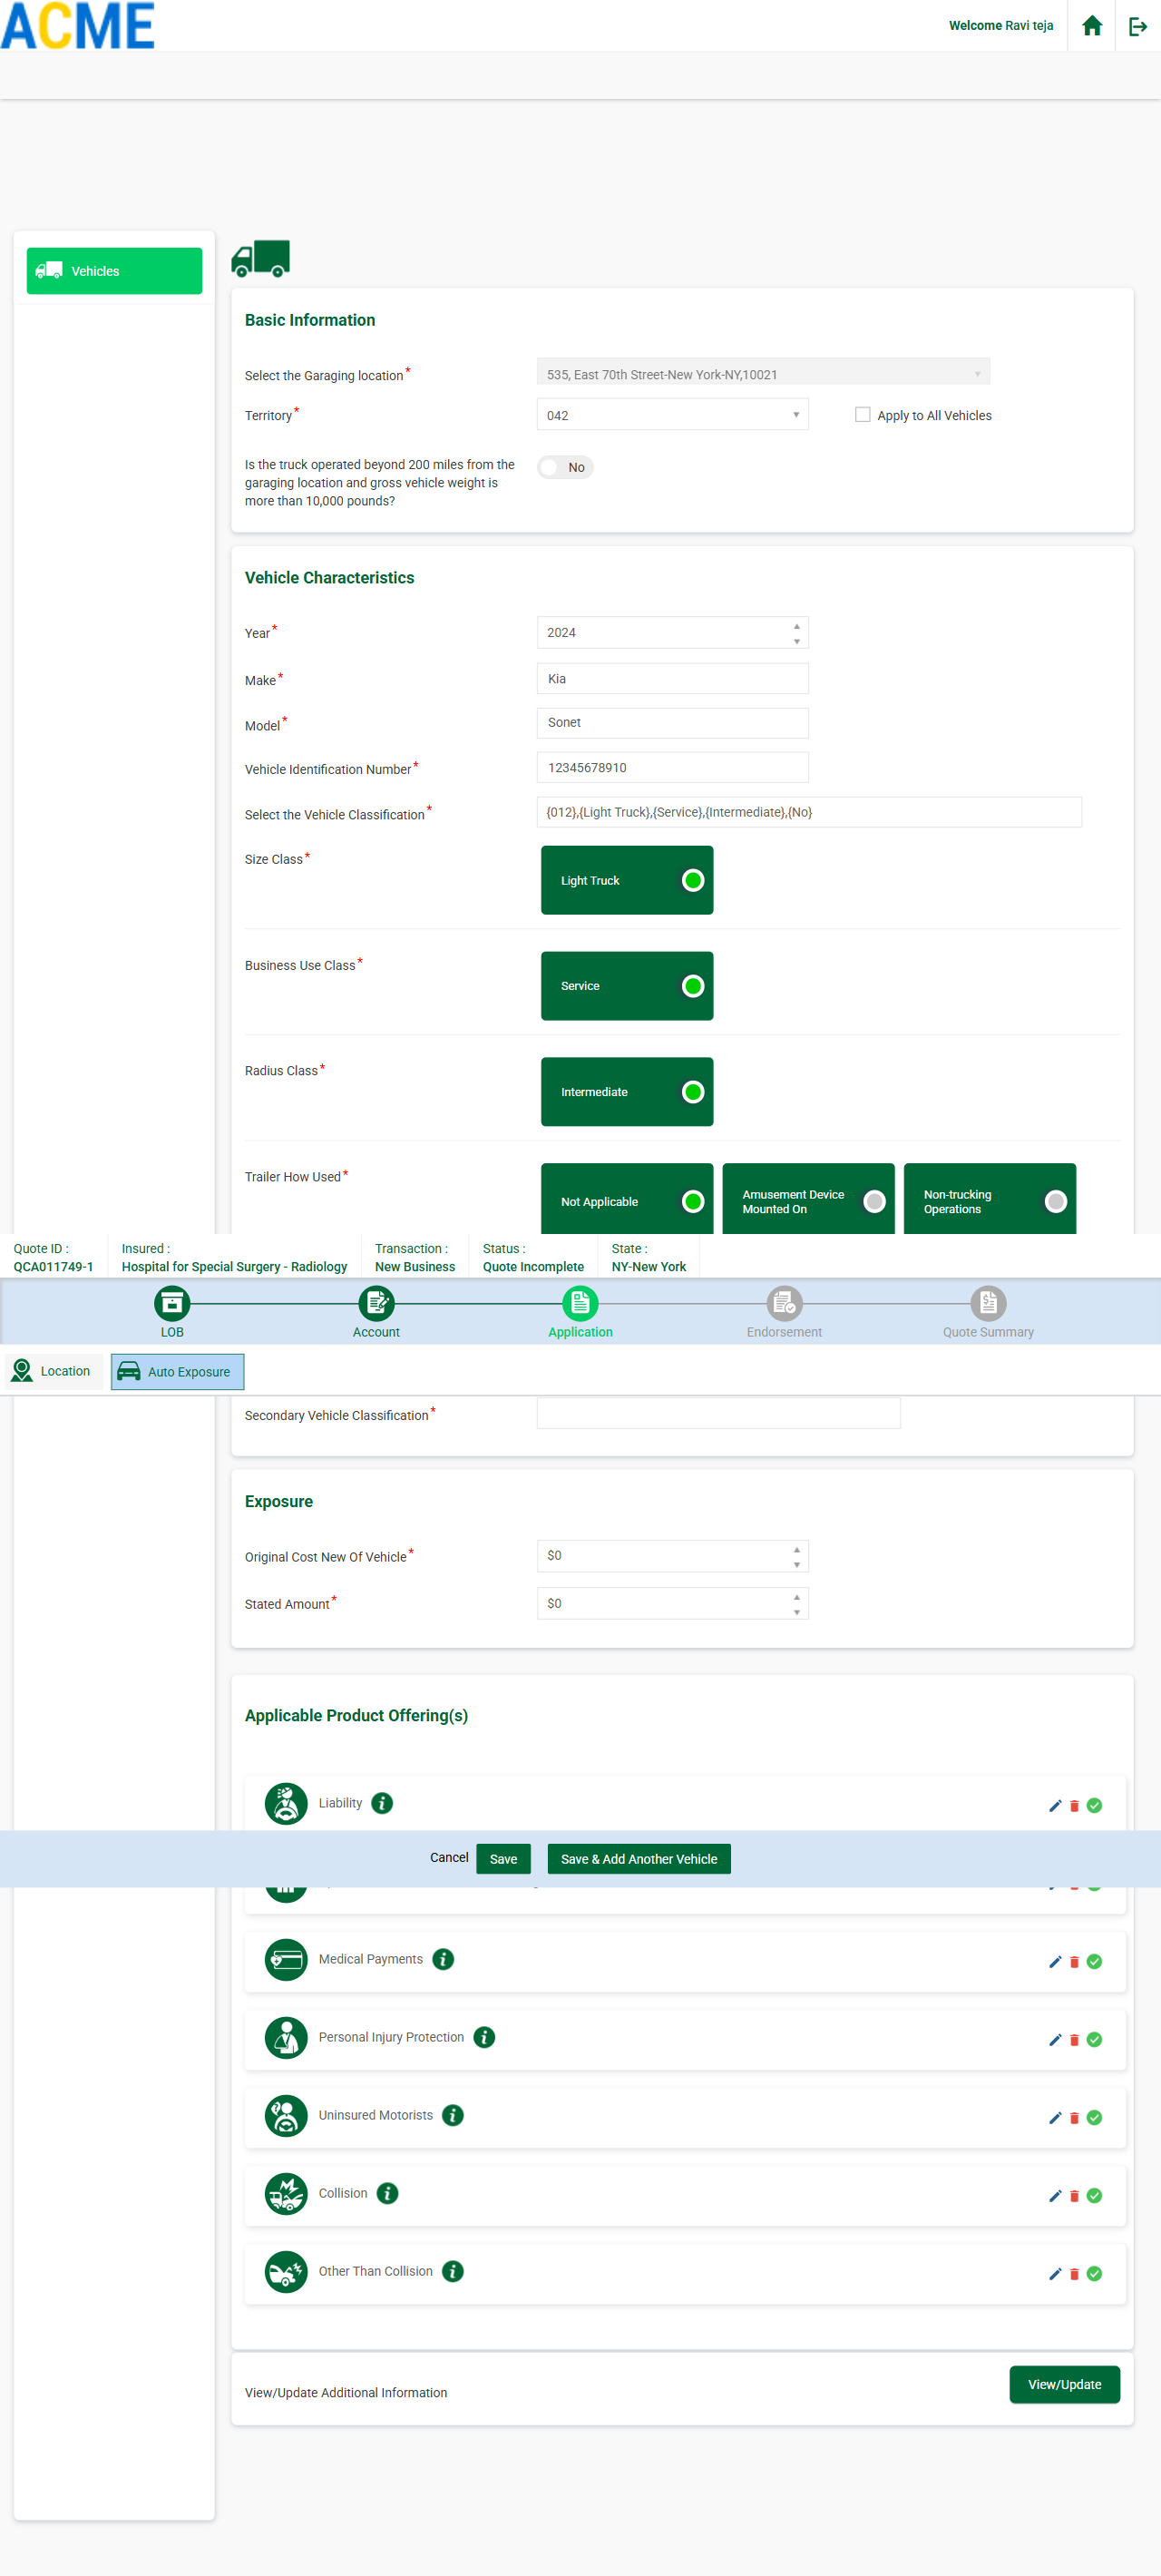 ACME
Welcome Ravi teja
Vehicles
Basic Information
Select the Garaging location*
535, East 70th Street-New York-NY,10021
Territory*
042
Apply to All Vehicles
Is the truck operated beyond 200 miles from the
garaging location and gross vehicle weight is
more than 10,000 pounds?
No
Vehicle Characteristics
Year*
2024
Make*
Kia
Model*
Sonet
Vehicle Identification Number*
12345678910
Select the Vehicle Classification*
{012},{Light Truck},{Service},{Intermediate},{No}
Size Class*
Light Truck
Business Use Class*
Service
Radius Class*
Intermediate
Trailer How Used*
Not Applicable
Amusement Device
Mounted On
Non-trucking
Operations
Quote ID :
QCA011749-1
Insured :
Hospital for Special Surgery - Radiology
Transaction :
New Business
Status :
Quote Incomplete
State :
NY-New York
LOB
Account
Application
Endorsement
Quote Summary
Location
Auto Exposure
Secondary Vehicle Classification*
Exposure
Original Cost New Of Vehicle*
$0
Stated Amount*
$0
Applicable Product Offering(s)
Liability
Cancel
Save
Save & Add Another Vehicle
Medical Payments
Personal Injury Protection
Uninsured Motorists
Collision
Other Than Collision
View/Update Additional Information
View/Update